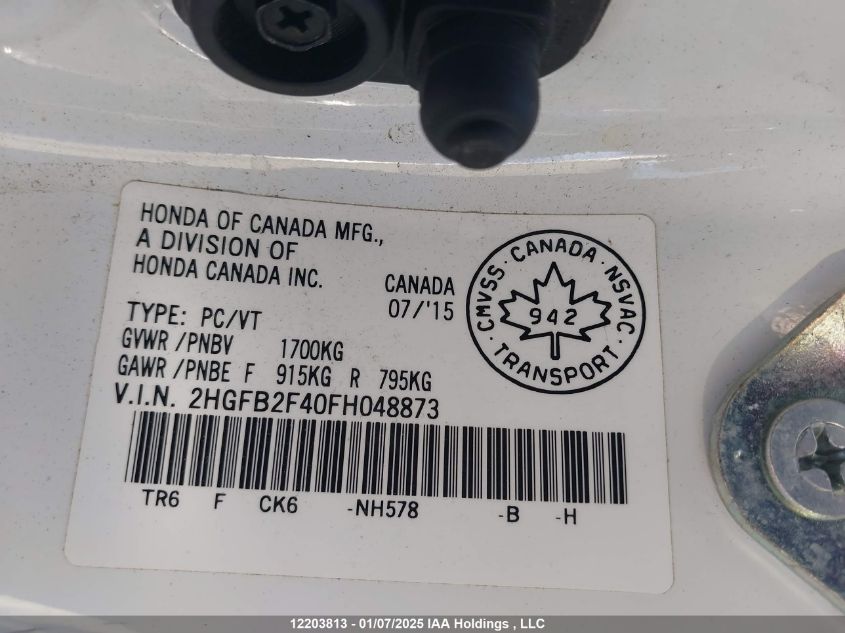 HONDA OF CANADA MFG.,
A DIVISION OF
HONDA CANADA INC.
CANADA
07/'15
TYPE: PC/VT
GVWR /PNBV 1700KG
GAWR /PNBE F 915KG R 795KG
V.I.N. 2HGFB2F40FH048873
TR6 F CK6 -NH578 -B -H
CMVSS · CANADA · NSVAC
942
· TRANSPORT ·
12203813 - 01/07/2025 IAA Holdings , LLC